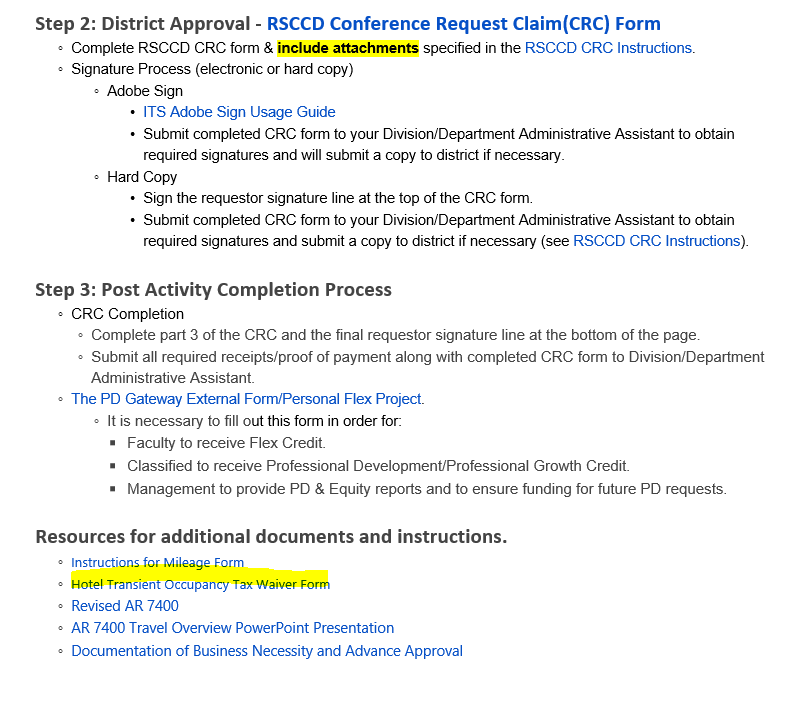 Step 2: District Approval - RSCCD Conference Request Claim(CRC) Form
◦ Complete RSCCD CRC form & include attachments specified in the RSCCD CRC Instructions.
◦ Signature Process (electronic or hard copy)
◦ Adobe Sign
• ITS Adobe Sign Usage Guide
• Submit completed CRC form to your Division/Department Administrative Assistant to obtain
required signatures and will submit a copy to district if necessary.
◦ Hard Copy
• Sign the requestor signature line at the top of the CRC form.
• Submit completed CRC form to your Division/Department Administrative Assistant to obtain
required signatures and submit a copy to district if necessary (see RSCCD CRC Instructions).
Step 3: Post Activity Completion Process
◦ CRC Completion
◦ Complete part 3 of the CRC and the final requestor signature line at the bottom of the page.
◦ Submit all required receipts/proof of payment along with completed CRC form to Division/Department
Administrative Assistant.
◦ The PD Gateway External Form/Personal Flex Project.
◦ It is necessary to fill out this form in order for:
▪ Faculty to receive Flex Credit.
▪ Classified to receive Professional Development/Professional Growth Credit.
▪ Management to provide PD & Equity reports and to ensure funding for future PD requests.
Resources for additional documents and instructions.
◦ Instructions for Mileage Form
◦ Hotel Transient Occupancy Tax Waiver Form
◦ Revised AR 7400
◦ AR 7400 Travel Overview PowerPoint Presentation
◦ Documentation of Business Necessity and Advance Approval